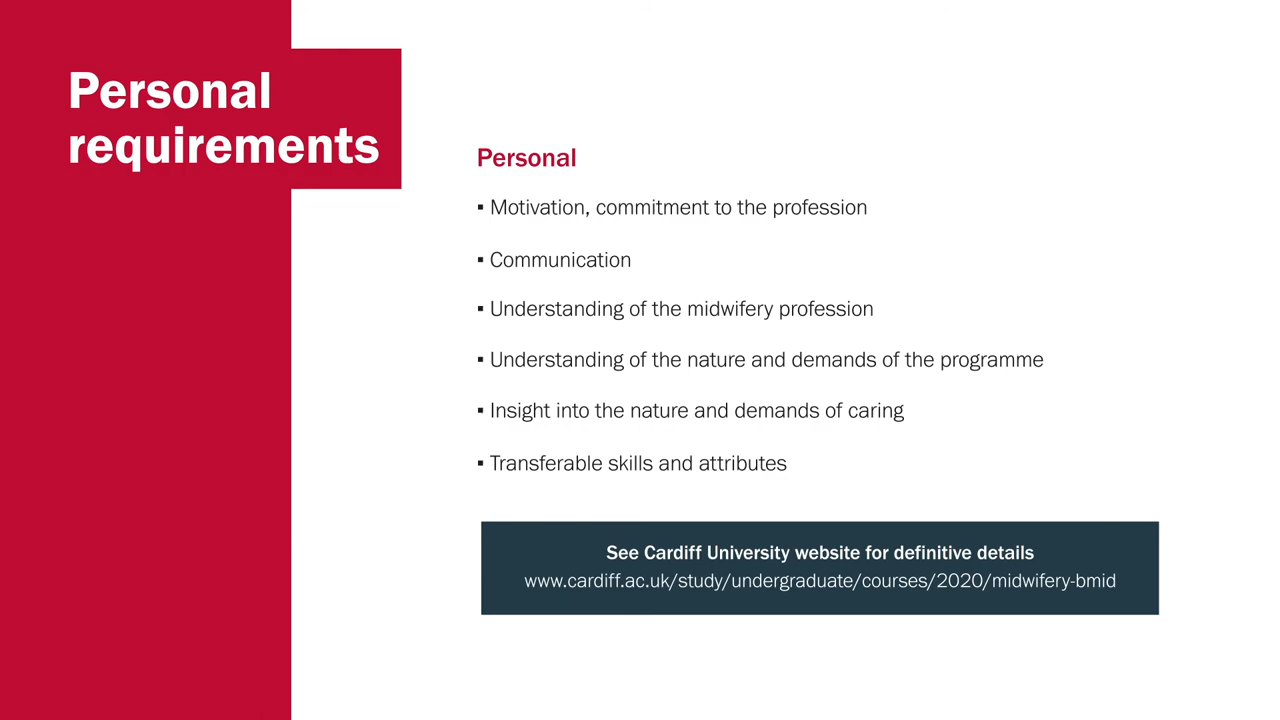 Personal
requirements
Personal
▪ Motivation, commitment to the profession
▪ Communication
▪ Understanding of the midwifery profession
▪ Understanding of the nature and demands of the programme
▪ Insight into the nature and demands of caring
▪ Transferable skills and attributes
See Cardiff University website for definitive details
www.cardiff.ac.uk/study/undergraduate/courses/2020/midwifery-bmid